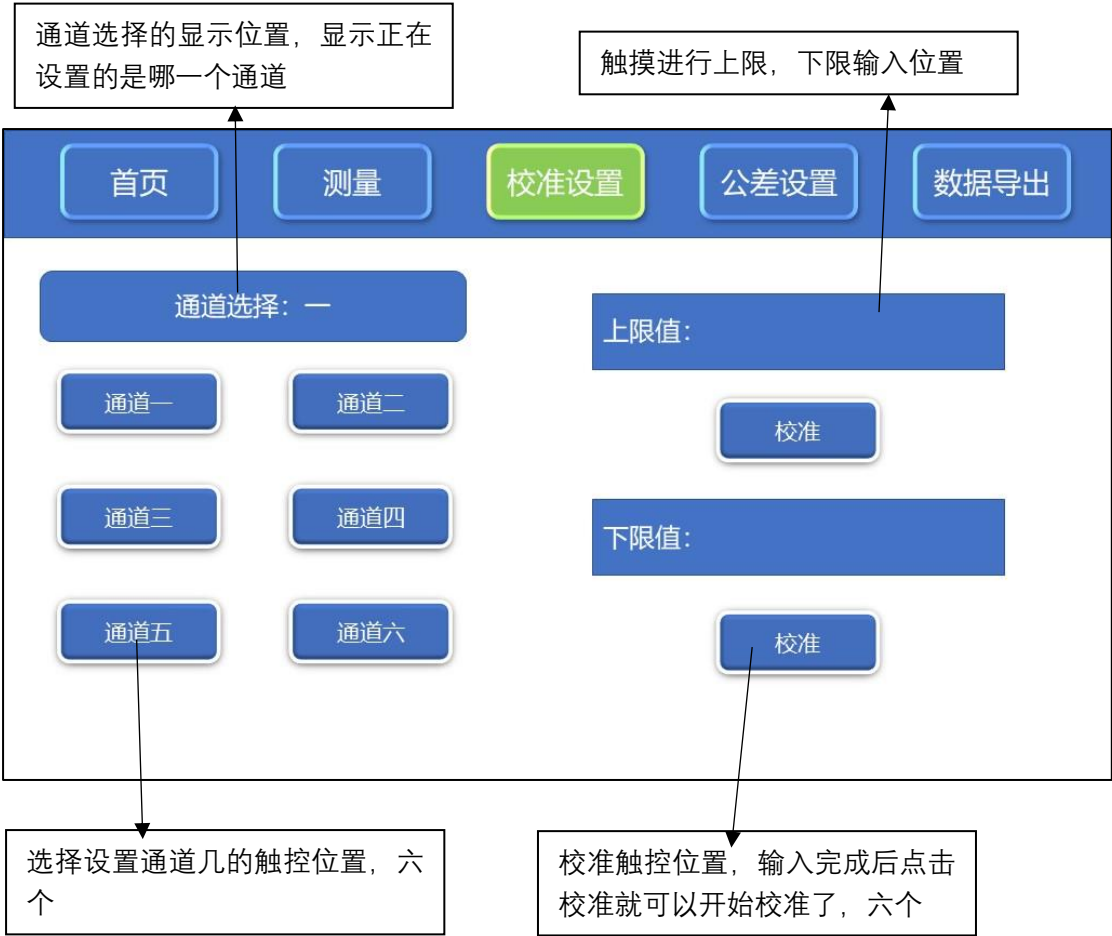 通道选择的显示位置，显示正在
设置的是哪一个通道
触摸进行上限，下限输入位置
首页
测量
校准设置
公差设置
数据导出
通道选择：一
上限值：
通道一
通道二
校准
通道三
通道四
下限值：
通道五
通道六
校准
选择设置通道几的触控位置，六
个
校准触控位置，输入完成后点击
校准就可以开始校准了，六个